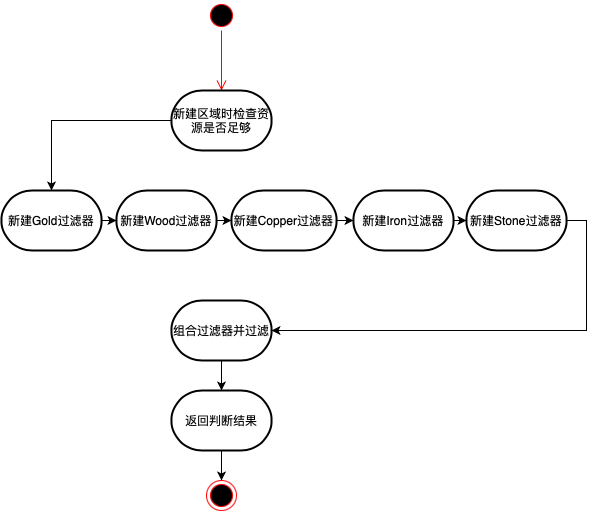 新建区域时检查资
源是否足够
新建Gold过滤器
新建Wood过滤器
新建Copper过滤器
新建Iron过滤器
新建Stone过滤器
组合过滤器并过滤
返回判断结果